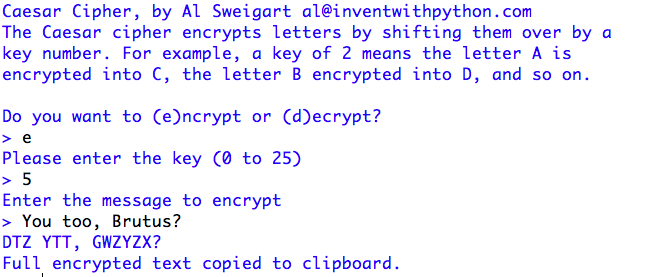 Caesar Cipher, by Al Sweigart al@inventwithpython.com
The Caesar cipher encrypts letters by shifting them over by a
key number. For example, a key of 2 means the letter A is
encrypted into C, the letter B encrypted into D, and so on.
Do you want to (e)ncrypt or (d)ecrypt?
> e
Please enter the key (0 to 25)
> 5
Enter the message to encrypt
> You too, Brutus?
DTZ YTT, GWZYZX?
Full encrypted text copied to clipboard.